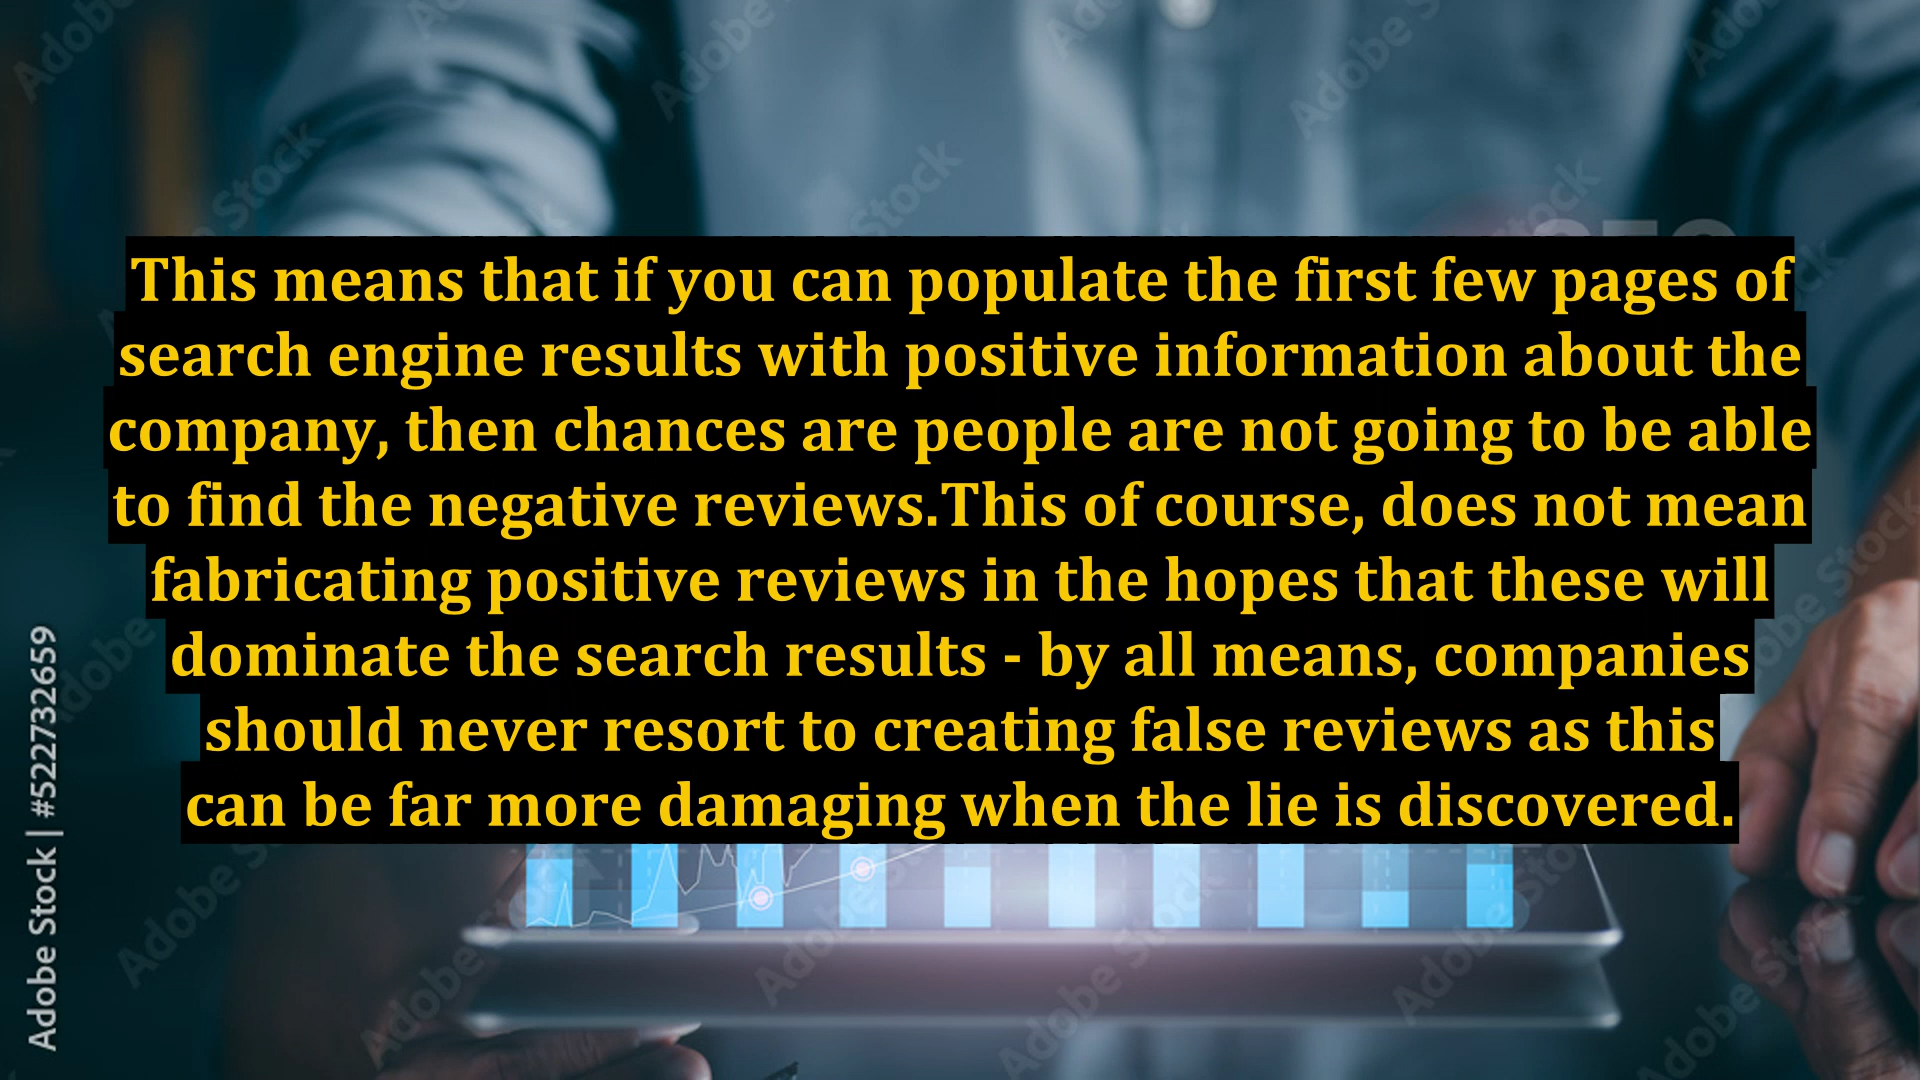 This means that if you can populate the first few pages of
search engine results with positive information about the
company, then chances are people are not going to be able
to find the negative reviews.This of course, does not mean
fabricating positive reviews in the hopes that these will
dominate the search results - by all means, companies
should never resort to creating false reviews as this
can be far more damaging when the lie is discovered.
Adobe Stock | #522732659